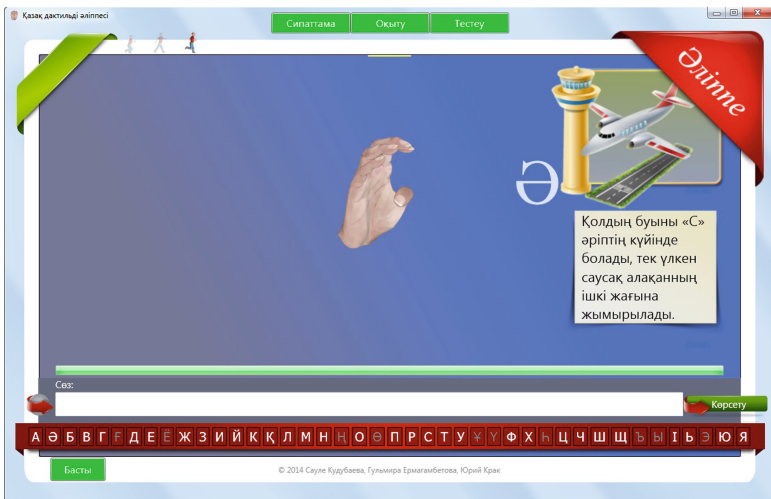 Қазақ дактильді әліппесі
Сипаттама
Оқыту
Тестеу
Әліппе
Ә
Қолдың буыны «С»
әріптің күйінде
болады, тек үлкен
саусақ алақанның
ішкі жағына
жымырылады.
Сөз:
Көрсету
А Ә Б В Г Ғ Д Е Ё Ж З И Й К Қ Л М Н Ң О Ө П Р С Т У Ұ Ү Ф Х Һ Ц Ч Ш Щ Ъ Ы І Ь Э Ю Я
Басты
© 2014 Сауле Кудубаева, Гульмира Ермагамбетова, Юрий Крак